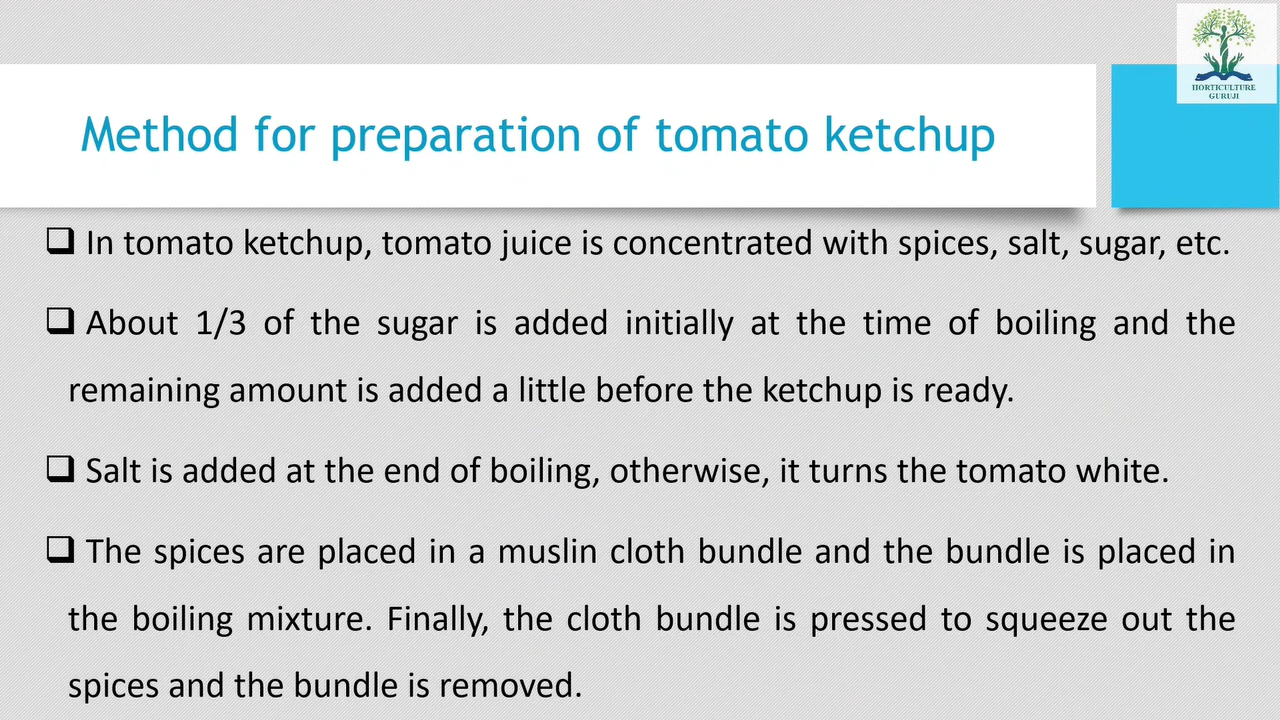 HORTICULTURE
GURUJI
Method for preparation of tomato ketchup
❑ In tomato ketchup, tomato juice is concentrated with spices, salt, sugar, etc.
❑ About 1/3 of the sugar is added initially at the time of boiling and the
remaining amount is added a little before the ketchup is ready.
❑ Salt is added at the end of boiling, otherwise, it turns the tomato white.
❑ The spices are placed in a muslin cloth bundle and the bundle is placed in
the boiling mixture. Finally, the cloth bundle is pressed to squeeze out the
spices and the bundle is removed.